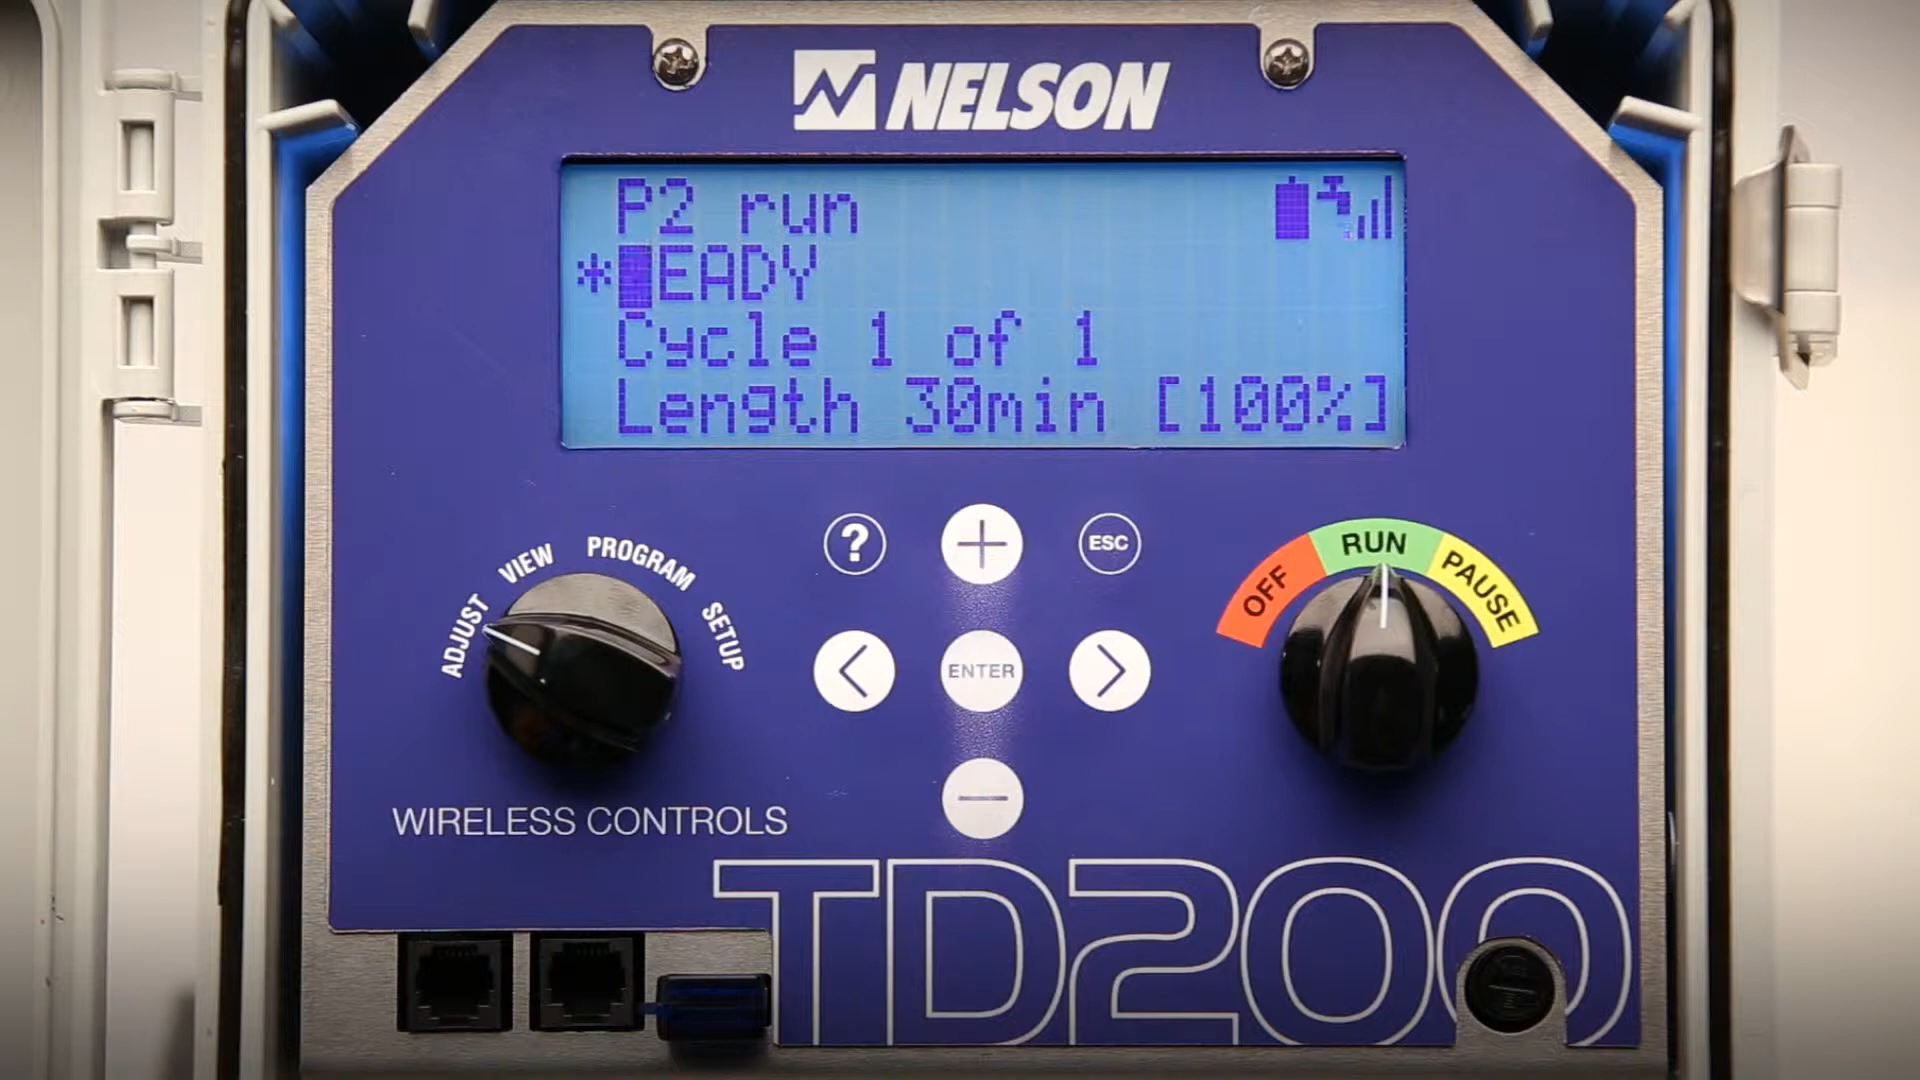 NELSON
P2 run
*█EADY
Cycle 1 of 1
Length 30min [100%]
? + ESC
ADJUST VIEW PROGRAM SETUP
< ENTER >
OFF RUN PAUSE
−
WIRELESS CONTROLS
TD200